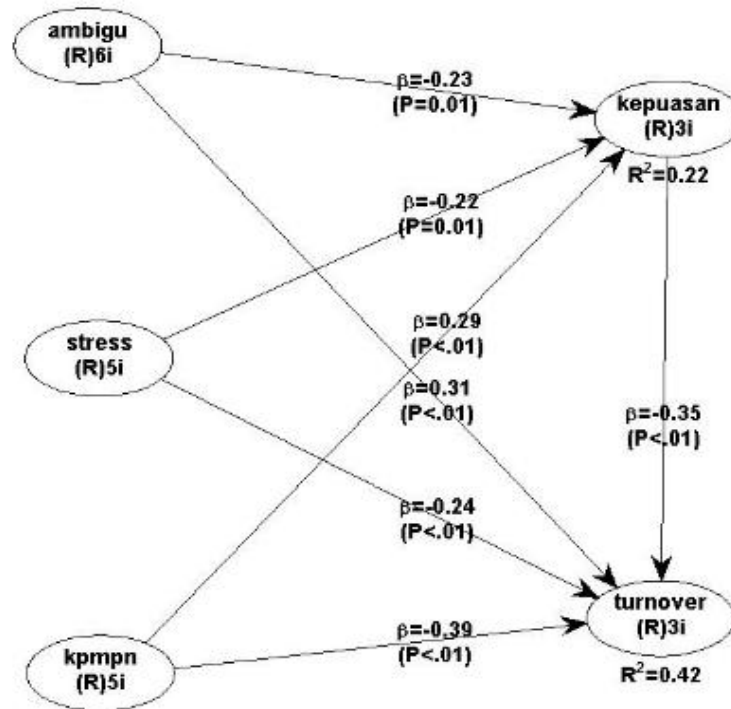 ambigu
(R)6i
β=-0.23
(P=0.01)
kepuasan
(R)3i
R²=0.22
β=-0.22
(P=0.01)
stress
(R)5i
β=0.29
(P<.01)
β=0.31
(P<.01)
β=-0.35
(P<.01)
β=-0.24
(P<.01)
turnover
(R)3i
R²=0.42
β=-0.39
(P<.01)
kpmpn
(R)5i